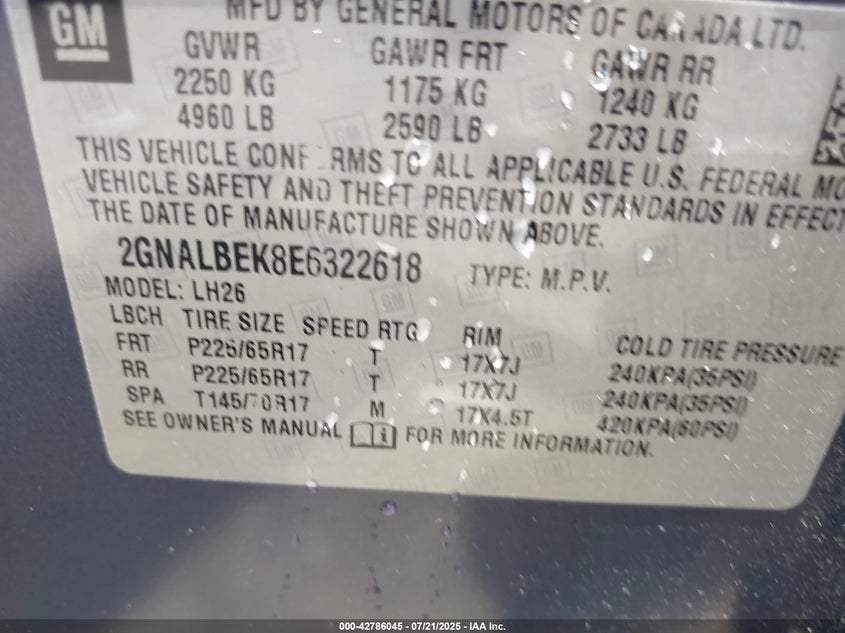 GM
MFD BY GENERAL MOTORS OF CANADA LTD.
GVWR GAWR FRT GAWR RR
2250 KG 1175 KG 1240 KG
4960 LB 2590 LB 2733 LB
THIS VEHICLE CONFORMS TO ALL APPLICABLE U.S. FEDERAL MO
VEHICLE SAFETY AND THEFT PREVENTION STANDARDS IN EFFECT
THE DATE OF MANUFACTURE SHOWN ABOVE.
2GNALBEK8E6322618 TYPE: M.P.V.
MODEL: LH26
LBCH TIRE SIZE SPEED RTG RIM COLD TIRE PRESSURE
FRT P225/65R17 T 17X7J 240KPA(35PSI)
RR P225/65R17 T 17X7J 240KPA(35PSI)
SPA T145/70R17 M 17X4.5T 420KPA(60PSI)
SEE OWNER'S MANUAL FOR MORE INFORMATION.
000-42786045 / 07/21/2025 - IAA Inc.